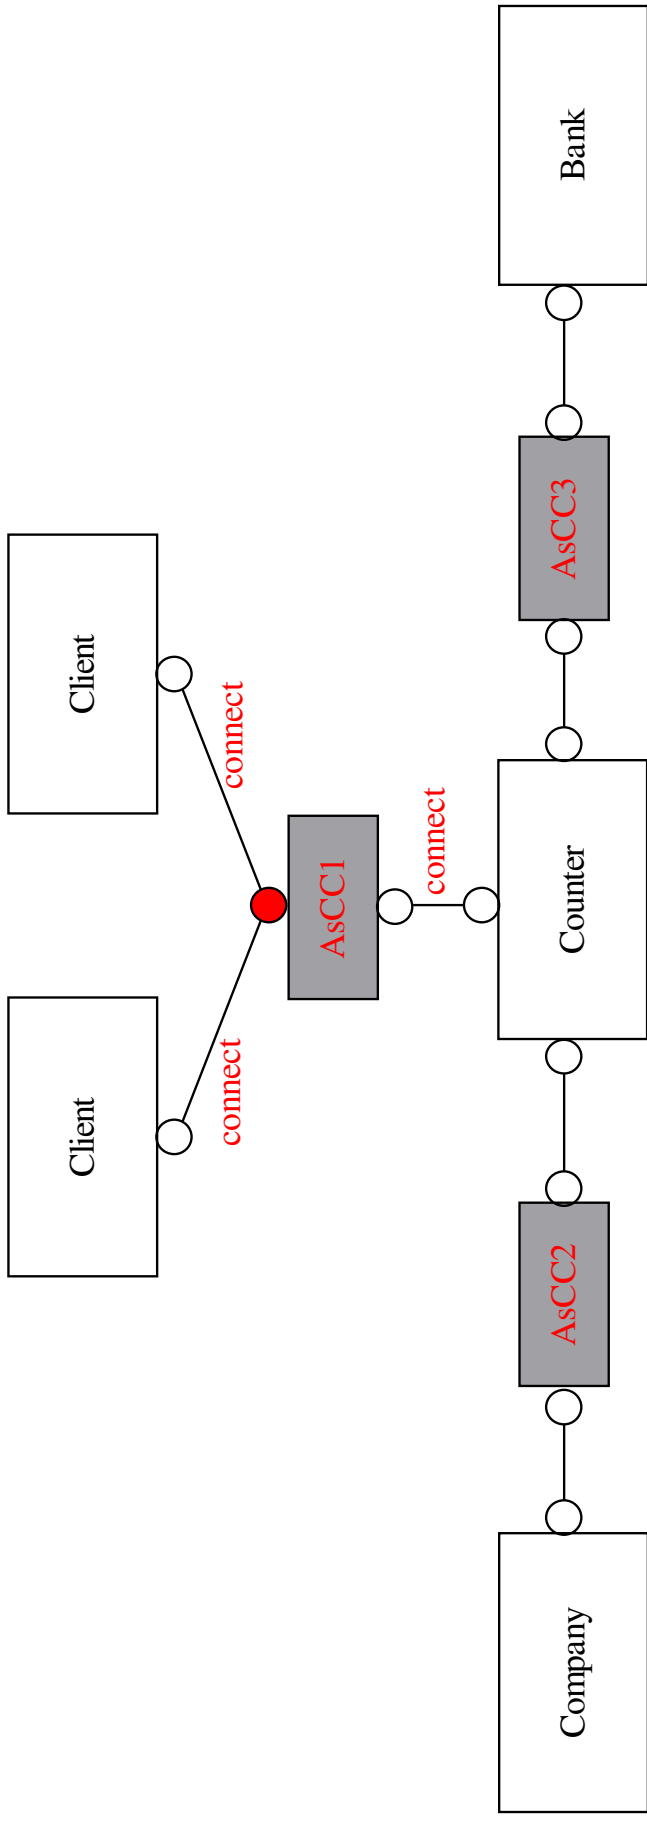 Client
Client
connect
connect
AsCC1
connect
Company
AsCC2
Counter
AsCC3
Bank